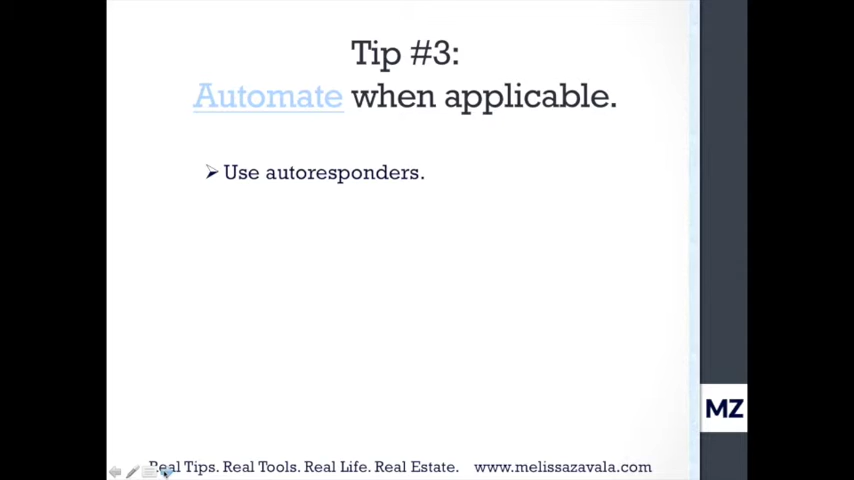 Tip #3:
Automate when applicable.
Use autoresponders.
MZ
Real Tips. Real Tools. Real Life. Real Estate. www.melissazavala.com